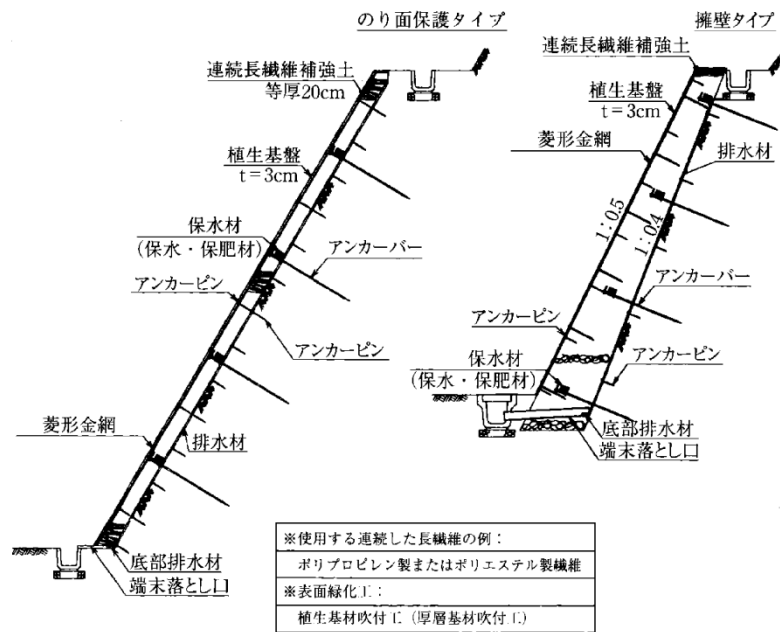 のり面保護タイプ
連続長繊維補強土
等厚20cm
植生基盤
t=3cm
保水材
(保水・保肥材)
アンカーバー
アンカーピン
アンカーピン
菱形金網
排水材
底部排水材
端末落とし口
擁壁タイプ
連続長繊維補強土
植生基盤
t=3cm
菱形金網
排水材
1:0.5
1:0.4
アンカーバー
アンカーピン
アンカーピン
保水材
(保水・保肥材)
底部排水材
端末落とし口
※使用する連続した長繊維の例：
ポリプロピレン製またはポリエステル製繊維
※表面緑化工：
植生基材吹付工（厚層基材吹付工）